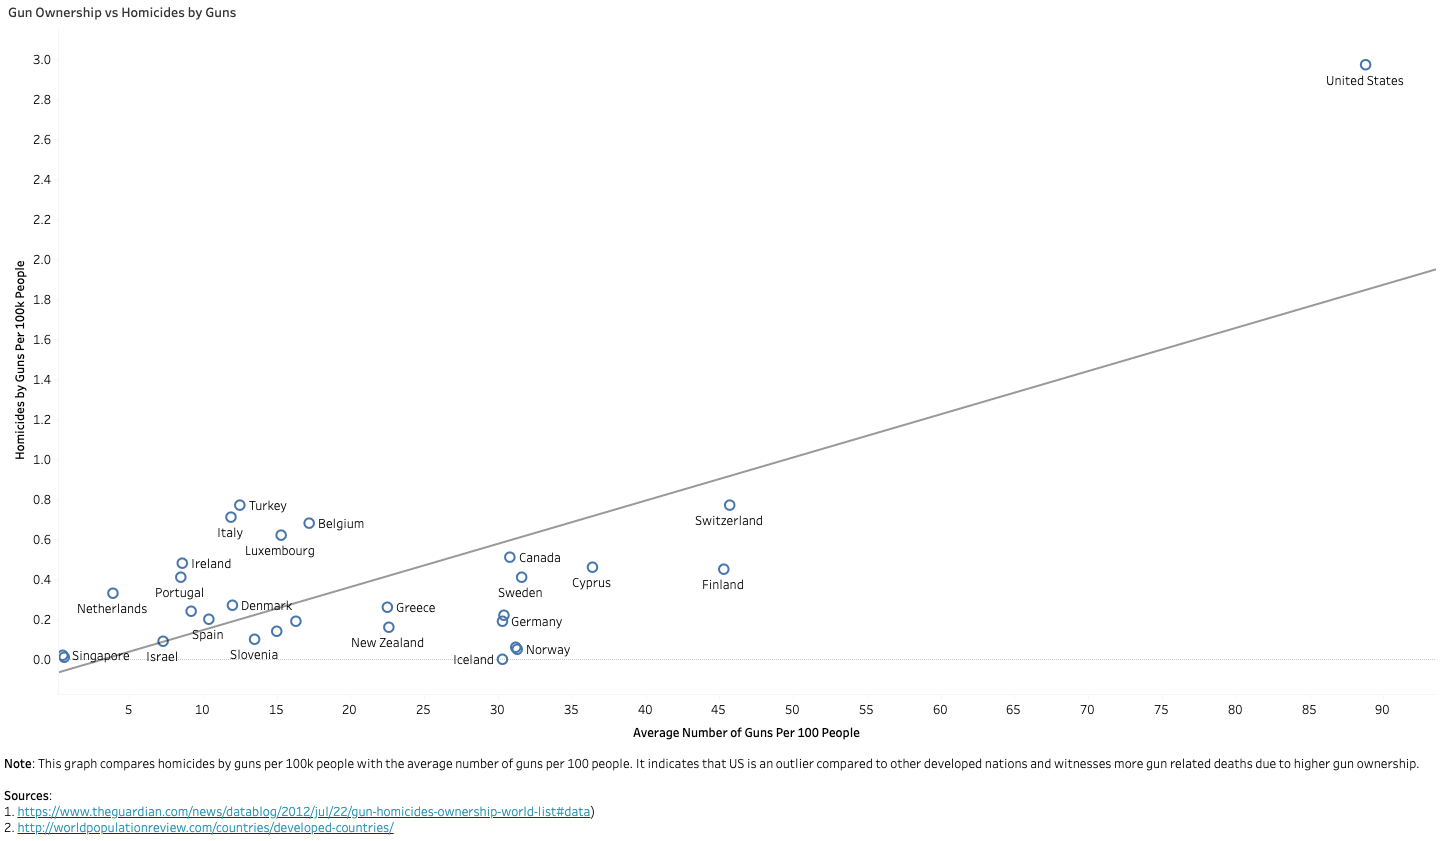 Gun Ownership vs Homicides by Guns
3.0
United States
2.8
2.6
2.4
2.2
2.0
1.8
1.6
1.4
1.2
1.0
0.8
Turkey
Switzerland
Belgium
Italy
0.6
Luxembourg
Canada
Ireland
Cyprus
Finland
0.4
Portugal
Sweden
Netherlands
Denmark
Greece
0.2
Germany
Spain
New Zealand
Norway
Singapore
Israel
Slovenia
Iceland
0.0
Homicides by Guns Per 100k People
5 10 15 20 25 30 35 40 45 50 55 60 65 70 75 80 85 90
Average Number of Guns Per 100 People
Note: This graph compares homicides by guns per 100k people with the average number of guns per 100 people. It indicates that US is an outlier compared to other developed nations and witnesses more gun related deaths due to higher gun ownership.
Sources:
1. https://www.theguardian.com/news/datablog/2012/jul/22/gun-homicides-ownership-world-list#data)
2. http://worldpopulationreview.com/countries/developed-countries/